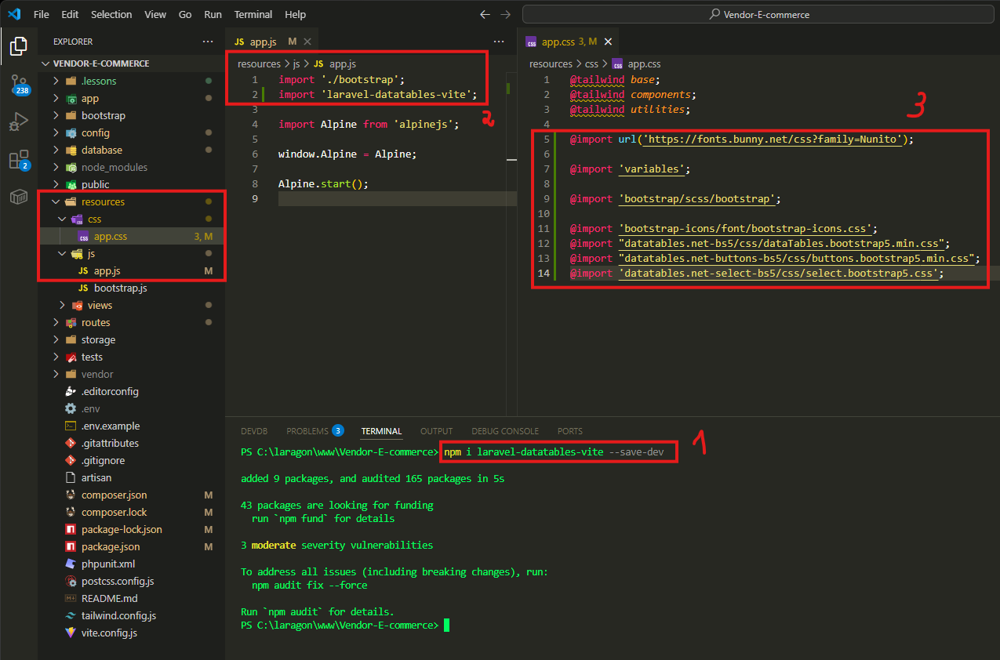 File Edit Selection View Go Run Terminal Help
Vendor-E-commerce
EXPLORER
VENDOR-E-COMMERCE
.lessons
app
bootstrap
config
database
node_modules
public
resources
css
app.css 3, M
js
app.js M
bootstrap.js
views
routes
storage
tests
vendor
.editorconfig
.env
.env.example
.gitattributes
.gitignore
artisan
composer.json M
composer.lock M
package-lock.json M
package.json M
phpunit.xml
postcss.config.js
README.md
tailwind.config.js
vite.config.js
238
2
JS app.js M
resources > js > JS app.js
1 import './bootstrap';
2 import 'laravel-datatables-vite';
3
4 import Alpine from 'alpinejs';
5
6 window.Alpine = Alpine;
7
8 Alpine.start();
9
2
app.css 3, M
resources > css > app.css
1 @tailwind base;
2 @tailwind components;
3 @tailwind utilities;
4
5 @import url('https://fonts.bunny.net/css?family=Nunito');
6
7 @import 'variables';
8
9 @import 'bootstrap/scss/bootstrap';
10
11 @import 'bootstrap-icons/font/bootstrap-icons.css';
12 @import "datatables.net-bs5/css/dataTables.bootstrap5.min.css";
13 @import "datatables.net-buttons-bs5/css/buttons.bootstrap5.min.css";
14 @import 'datatables.net-select-bs5/css/select.bootstrap5.css';
3
DEVDB PROBLEMS 3 TERMINAL OUTPUT DEBUG CONSOLE PORTS
1
PS C:\laragon\www\Vendor-E-commerce> npm i laravel-datatables-vite --save-dev
added 9 packages, and audited 165 packages in 5s
43 packages are looking for funding
run `npm fund` for details
3 moderate severity vulnerabilities
To address all issues (including breaking changes), run:
npm audit fix --force
Run `npm audit` for details.
PS C:\laragon\www\Vendor-E-commerce>